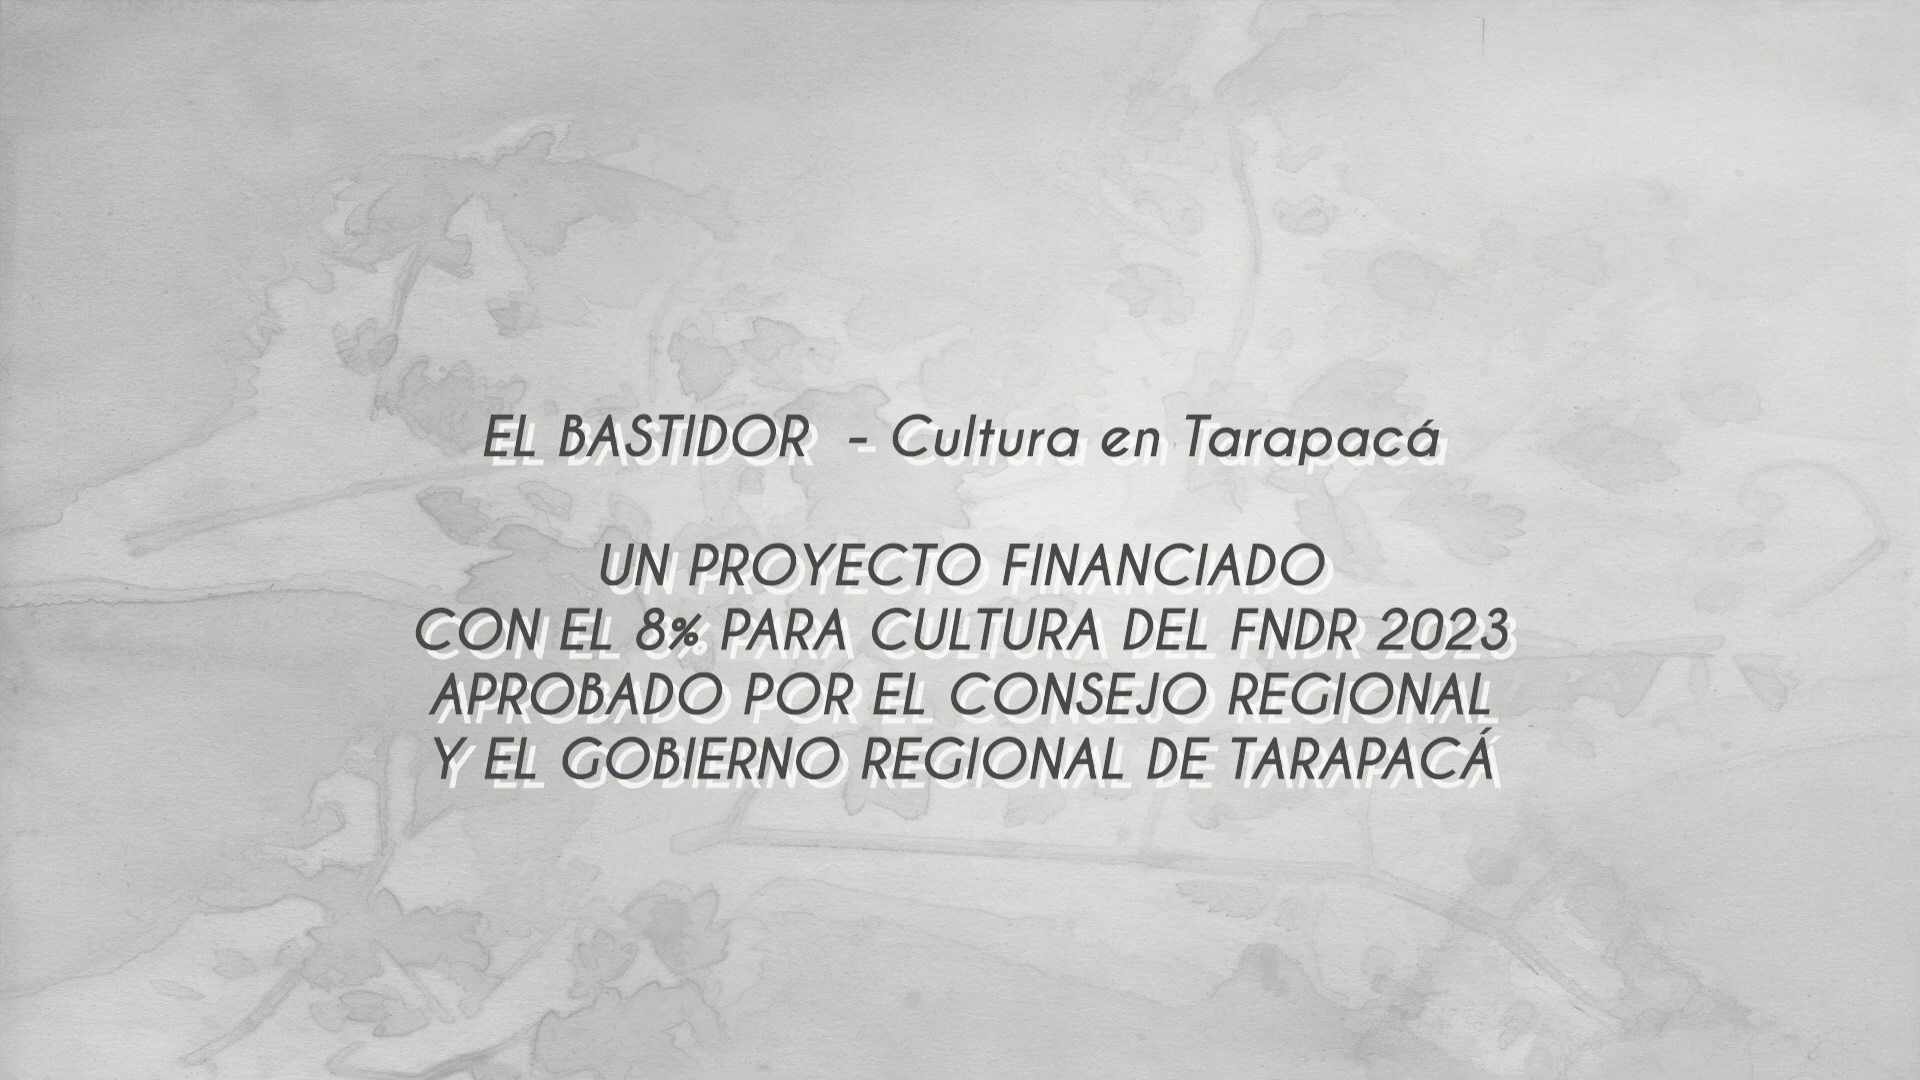 EL BASTIDOR - Cultura en Tarapacá
UN PROYECTO FINANCIADO
CON EL 8% PARA CULTURA DEL FNDR 2023
APROBADO POR EL CONSEJO REGIONAL
Y EL GOBIERNO REGIONAL DE TARAPACÁ